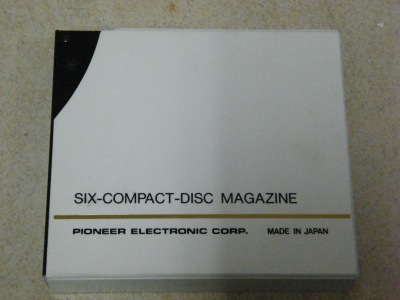 SIX-COMPACT-DISC MAGAZINE
PIONEER ELECTRONIC CORP. MADE IN JAPAN